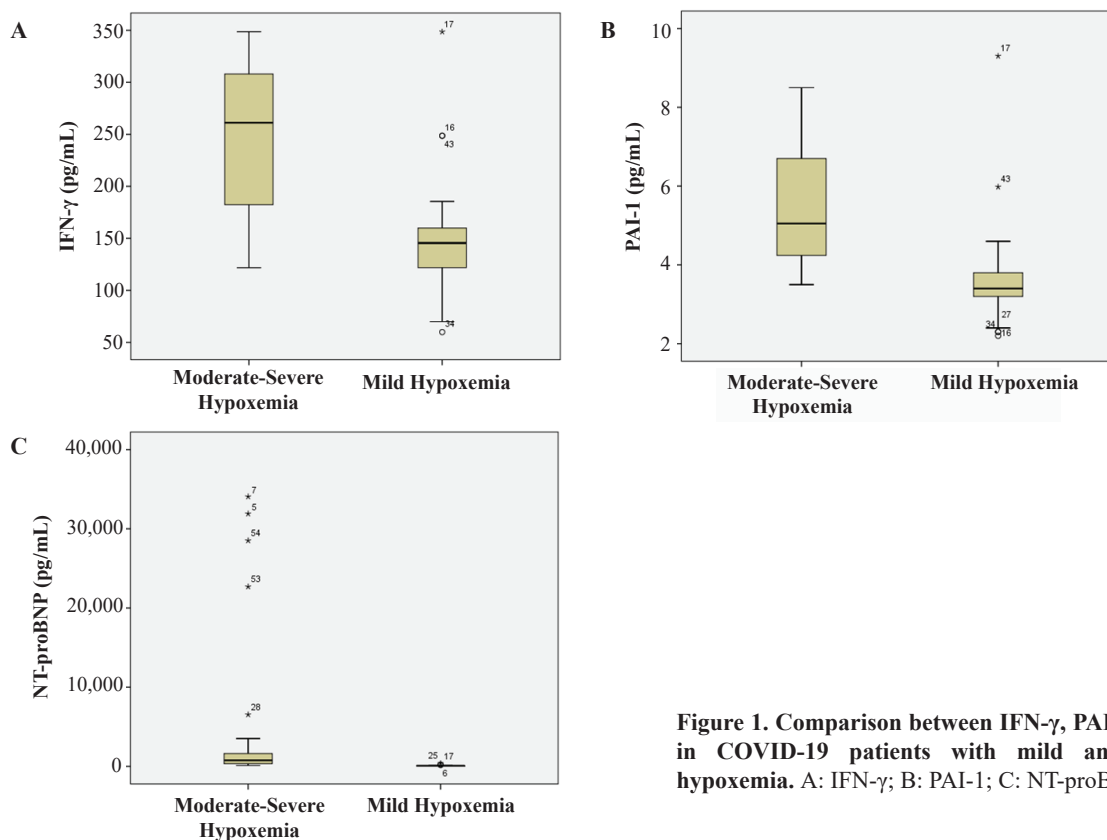 A
350
300
250
200
150
100
50
IFN-γ (pg/mL)
17
16
43
34
Moderate-Severe
Hypoxemia
Mild Hypoxemia
B
10
8
6
4
2
PAI-1 (pg/mL)
17
43
27
34
16
Moderate-Severe
Hypoxemia
Mild Hypoxemia
C
40,000
30,000
20,000
10,000
0
NT-proBNP (pg/mL)
7
5
54
53
28
25 17
6
Moderate-Severe
Hypoxemia
Mild Hypoxemia
Figure 1. Comparison between IFN-γ, PAI
in COVID-19 patients with mild an
hypoxemia. A: IFN-γ; B: PAI-1; C: NT-proB